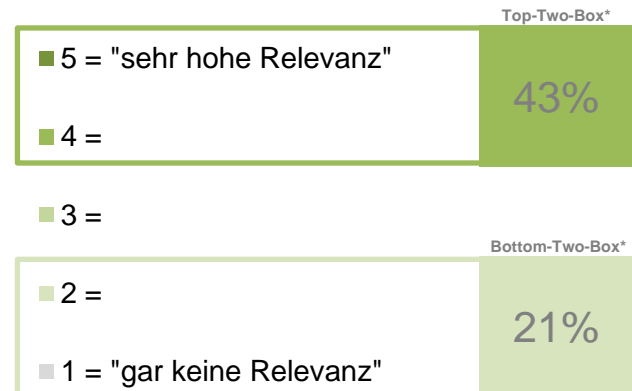 Top-Two-Box*
5 = "sehr hohe Relevanz"
43%
4 =
3 =
Bottom-Two-Box*
2 =
21%
1 = "gar keine Relevanz"